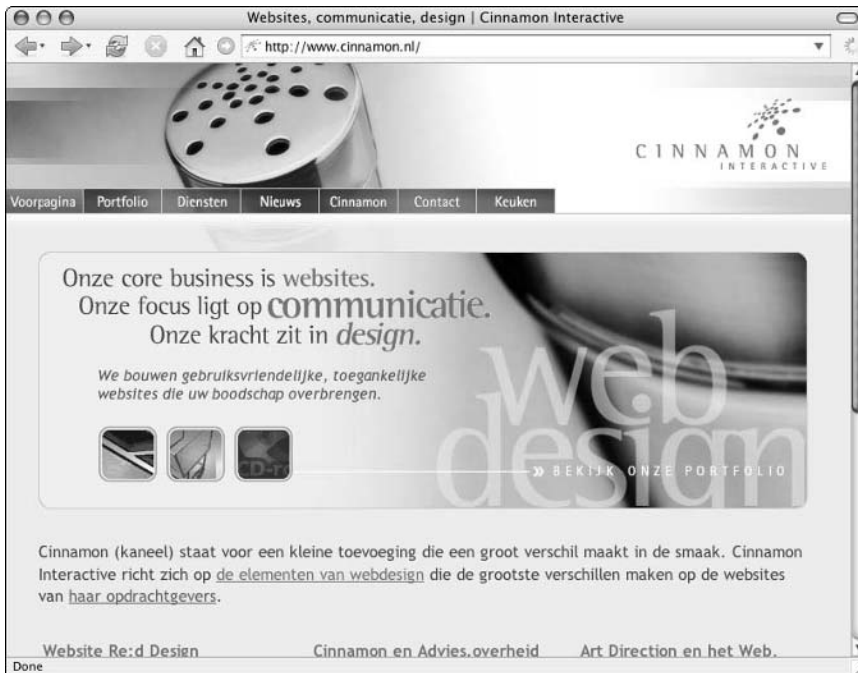 Websites, communicatie, design | Cinnamon Interactive
http://www.cinnamon.nl/
CINNAMON
INTERACTIVE
Voorpagina Portfolio Diensten Nieuws Cinnamon Contact Keuken
Onze core business is websites.
Onze focus ligt op communicatie.
Onze kracht zit in design.
We bouwen gebruiksvriendelijke, toegankelijke
websites die uw boodschap overbrengen.
web
design
CD-ro
» BEKIJK ONZE PORTFOLIO
Cinnamon (kaneel) staat voor een kleine toevoeging die een groot verschil maakt in de smaak. Cinnamon
Interactive richt zich op de elementen van webdesign die de grootste verschillen maken op de websites
van haar opdrachtgevers.
Website Re:d Design Cinnamon en Advies.overheid Art Direction en het Web.
Done